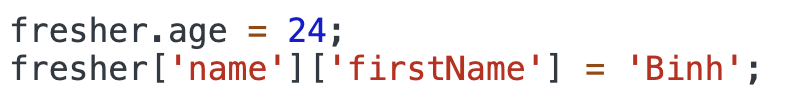 fresher.age = 24;
fresher['name']['firstName'] = 'Binh';